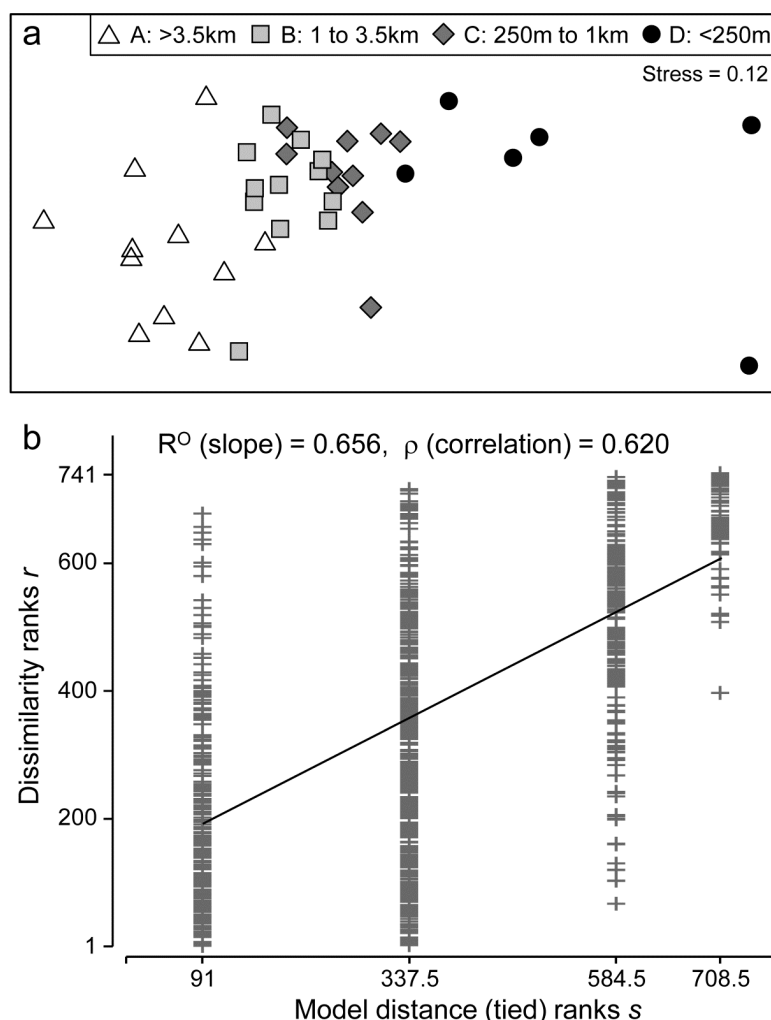 a
A: >3.5km B: 1 to 3.5km C: 250m to 1km D: <250m
Stress = 0.12
b
Rᴼ (slope) = 0.656, ρ (correlation) = 0.620
741
600
400
200
1
Dissimilarity ranks r
91 337.5 584.5 708.5
Model distance (tied) ranks s